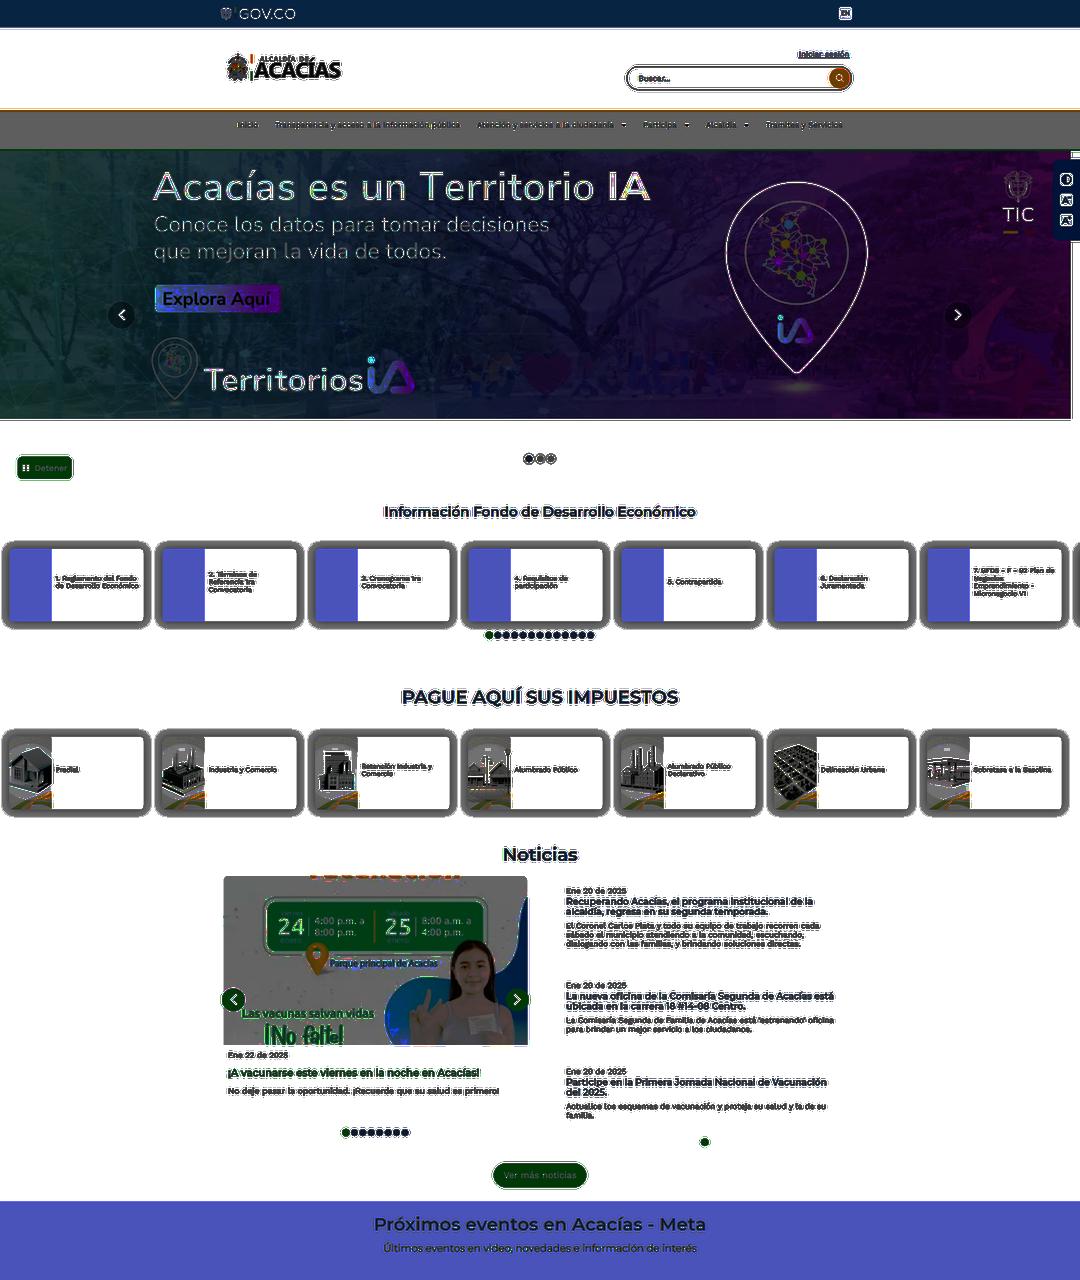 GOV.CO
EN
Iniciar sesión
ALCALDÍA DE
ACACÍAS
Buscar...
Inicio Transparencia y acceso a la información pública Atención y servicios a la ciudadanía Participa Alcaldía Trámites y Servicios
Acacías es un Territorio IA
Conoce los datos para tomar decisiones
que mejoran la vida de todos.
Explora Aquí
TIC
iA
Territorios iA
Detener
Información Fondo de Desarrollo Económico
1. Reglamento del Fondo
de Desarrollo Económico
2. Términos de
Referencia 1ra
Convocatoria
3. Cronograma 1ra
Convocatoria
4. Requisitos de
participación
5. Contrapartida
6. Declaración
Juramentada
Plan de
Negocios
Emprendimiento -
Micronegocio V1
PAGUE AQUÍ SUS IMPUESTOS
Predial
Industria y Comercio
Retensión Industria y
Comercio
Alumbrado Público
Alumbrado Público
Declarativo
Delineación Urbana
Sobretasa a la Gasolina
Noticias
24
4:00 p.m. a
8:00 p.m.
25
8:00 a.m. a
4:00 p.m.
Parque principal de Acacías
Las vacunas salvan vidas
¡No falte!
Ene 22 de 2025
¡A vacunarse este viernes en la noche en Acacías!
No deje pasar la oportunidad. ¡Recuerde que su salud es primero!
Ene 20 de 2025
Recuperando Acacías, el programa institucional de la
alcaldía, regresa en su segunda temporada.
El Coronel Carlos Plata y todo su equipo de trabajo recorren cada
sábado el municipio atendiendo a la comunidad, escuchando,
dialogando con las familias, y brindando soluciones directas.
Ene 20 de 2025
La nueva oficina de la Comisaría Segunda de Acacías está
ubicada en la carrera 18 #14-08 Centro.
La Comisaría Segunda de Familia de Acacías está "estrenando" oficina
para brindar un mejor servicio a los ciudadanos.
Ene 20 de 2025
Participe en la Primera Jornada Nacional de Vacunación
del 2025.
Actualice los esquemas de vacunación y proteja su salud y la de su
familia.
Ver más noticias
Próximos eventos en Acacías - Meta
Últimos eventos en video, novedades e información de interés